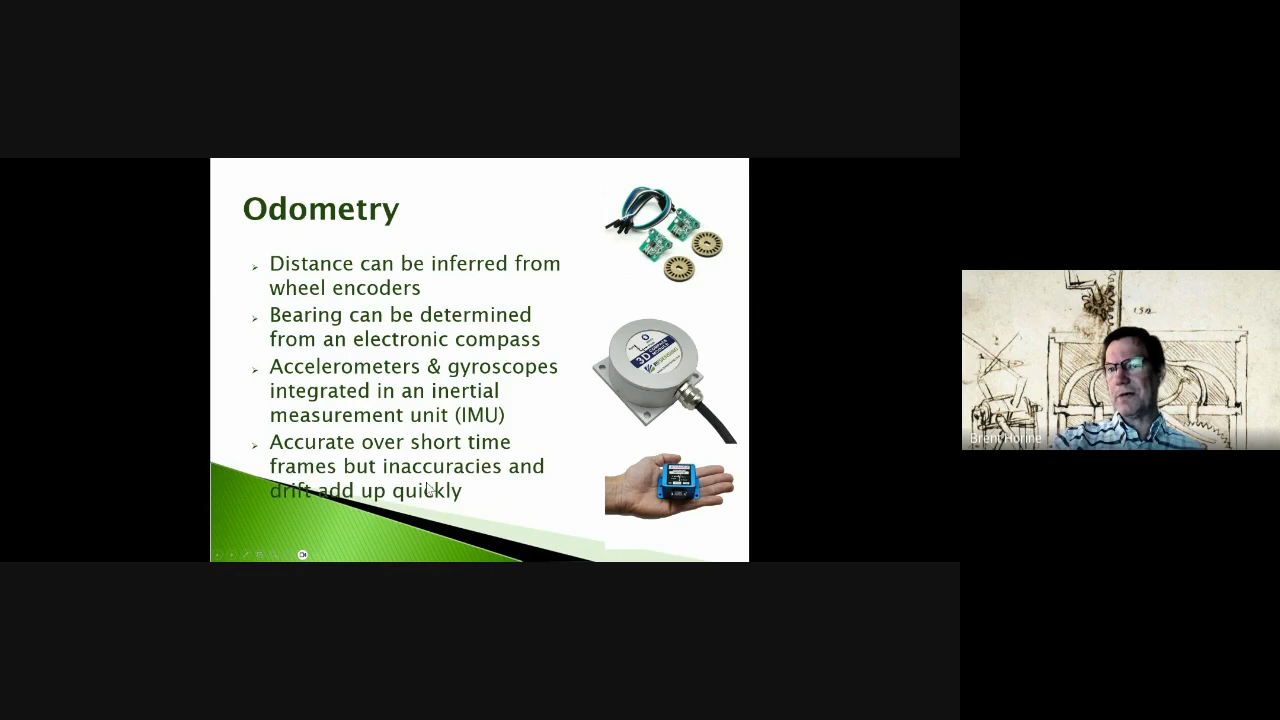 Odometry
Distance can be inferred from
wheel encoders
Bearing can be determined
from an electronic compass
Accelerometers & gyroscopes
integrated in an inertial
measurement unit (IMU)
Accurate over short time
frames but inaccuracies and
drift add up quickly
3D
Brent Horine